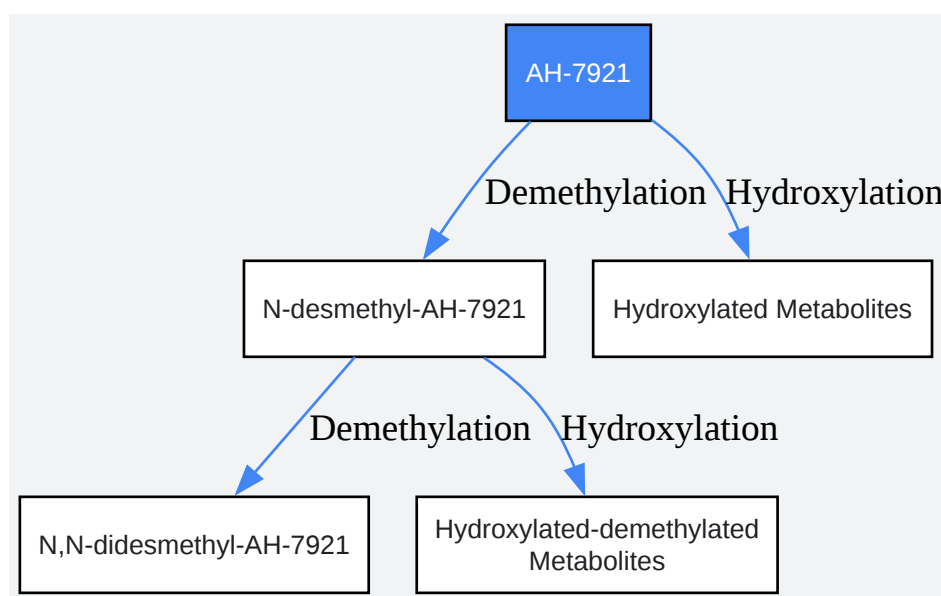 AH-7921
Demethylation
Hydroxylation
N-desmethyl-AH-7921
Hydroxylated Metabolites
Demethylation
Hydroxylation
N,N-didesmethyl-AH-7921
Hydroxylated-demethylated
Metabolites